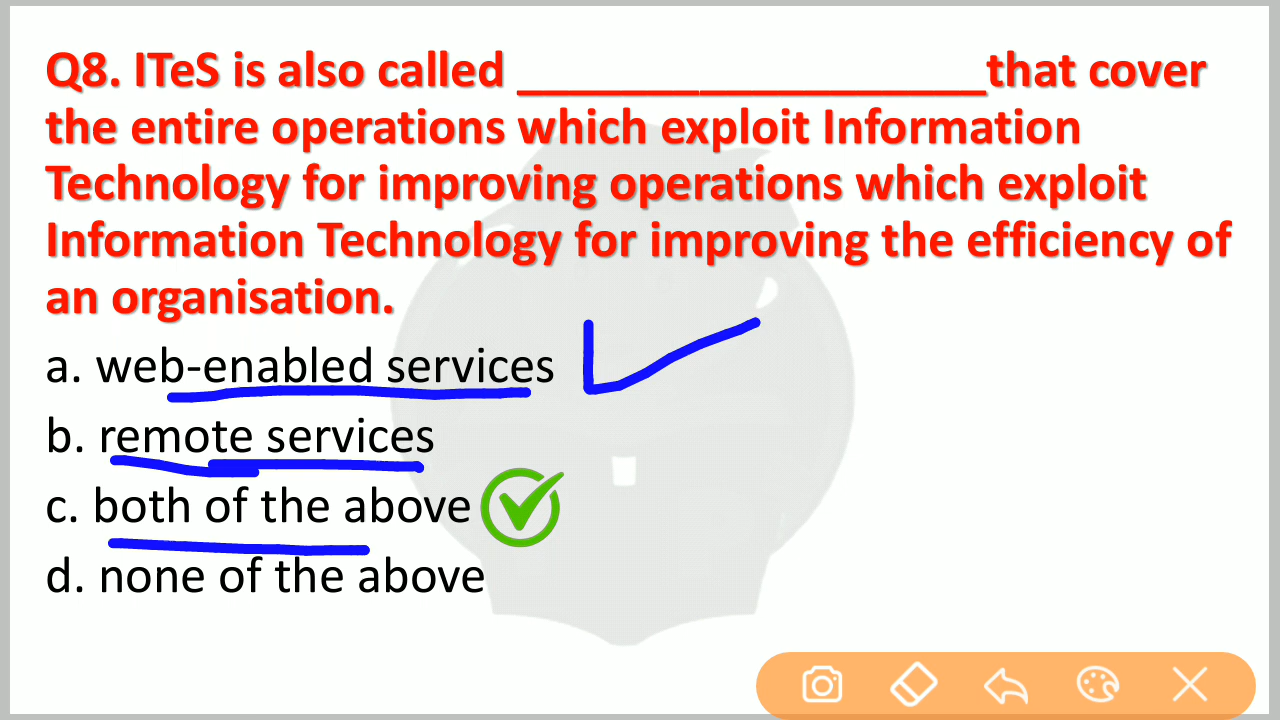 Q8. ITeS is also called __________________that cover
the entire operations which exploit Information
Technology for improving operations which exploit
Information Technology for improving the efficiency of
an organisation.
a. web-enabled services
b. remote services
c. both of the above
d. none of the above